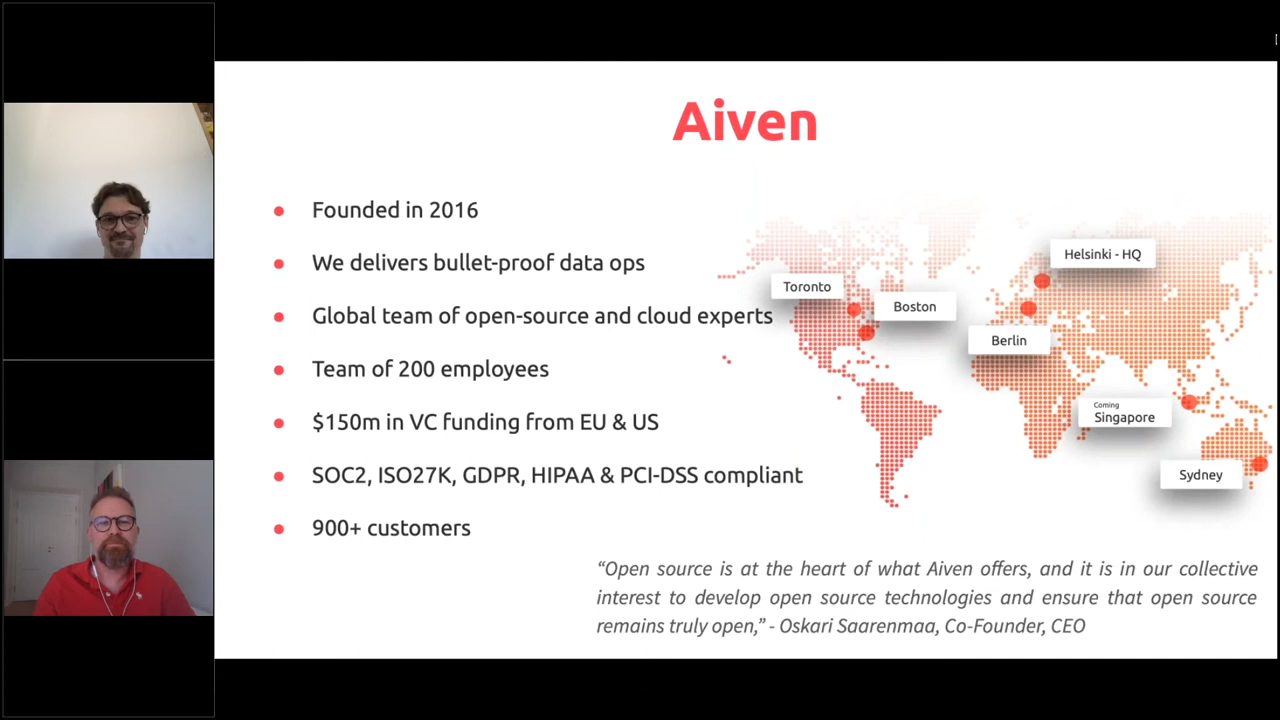 Aiven
Founded in 2016
We delivers bullet-proof data ops
Global team of open-source and cloud experts
Team of 200 employees
$150m in VC funding from EU & US
SOC2, ISO27K, GDPR, HIPAA & PCI-DSS compliant
900+ customers
Helsinki - HQ
Toronto
Boston
Berlin
Coming
Singapore
Sydney
“Open source is at the heart of what Aiven offers, and it is in our collective
interest to develop open source technologies and ensure that open source
remains truly open,” - Oskari Saarenmaa, Co-Founder, CEO